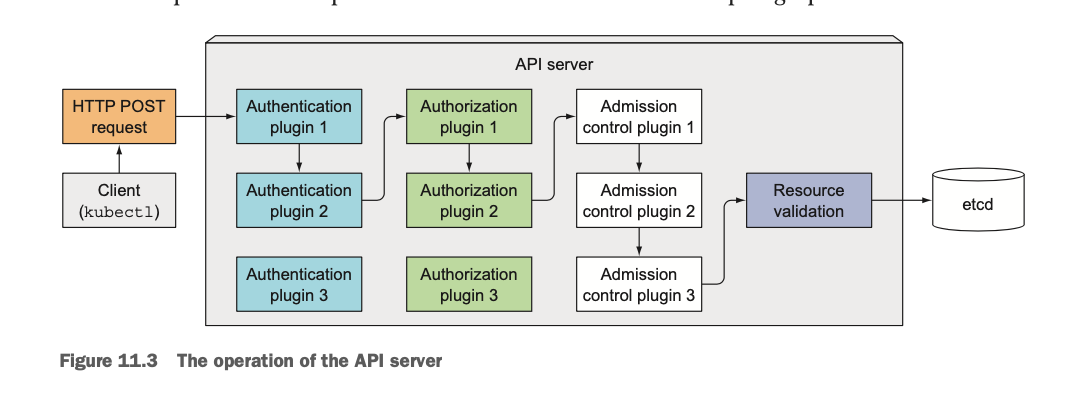 API server
HTTP POST
request
Client
(kubectl)
Authentication
plugin 1
Authentication
plugin 2
Authentication
plugin 3
Authorization
plugin 1
Authorization
plugin 2
Authorization
plugin 3
Admission
control plugin 1
Admission
control plugin 2
Admission
control plugin 3
Resource
validation
etcd
Figure 11.3 The operation of the API server